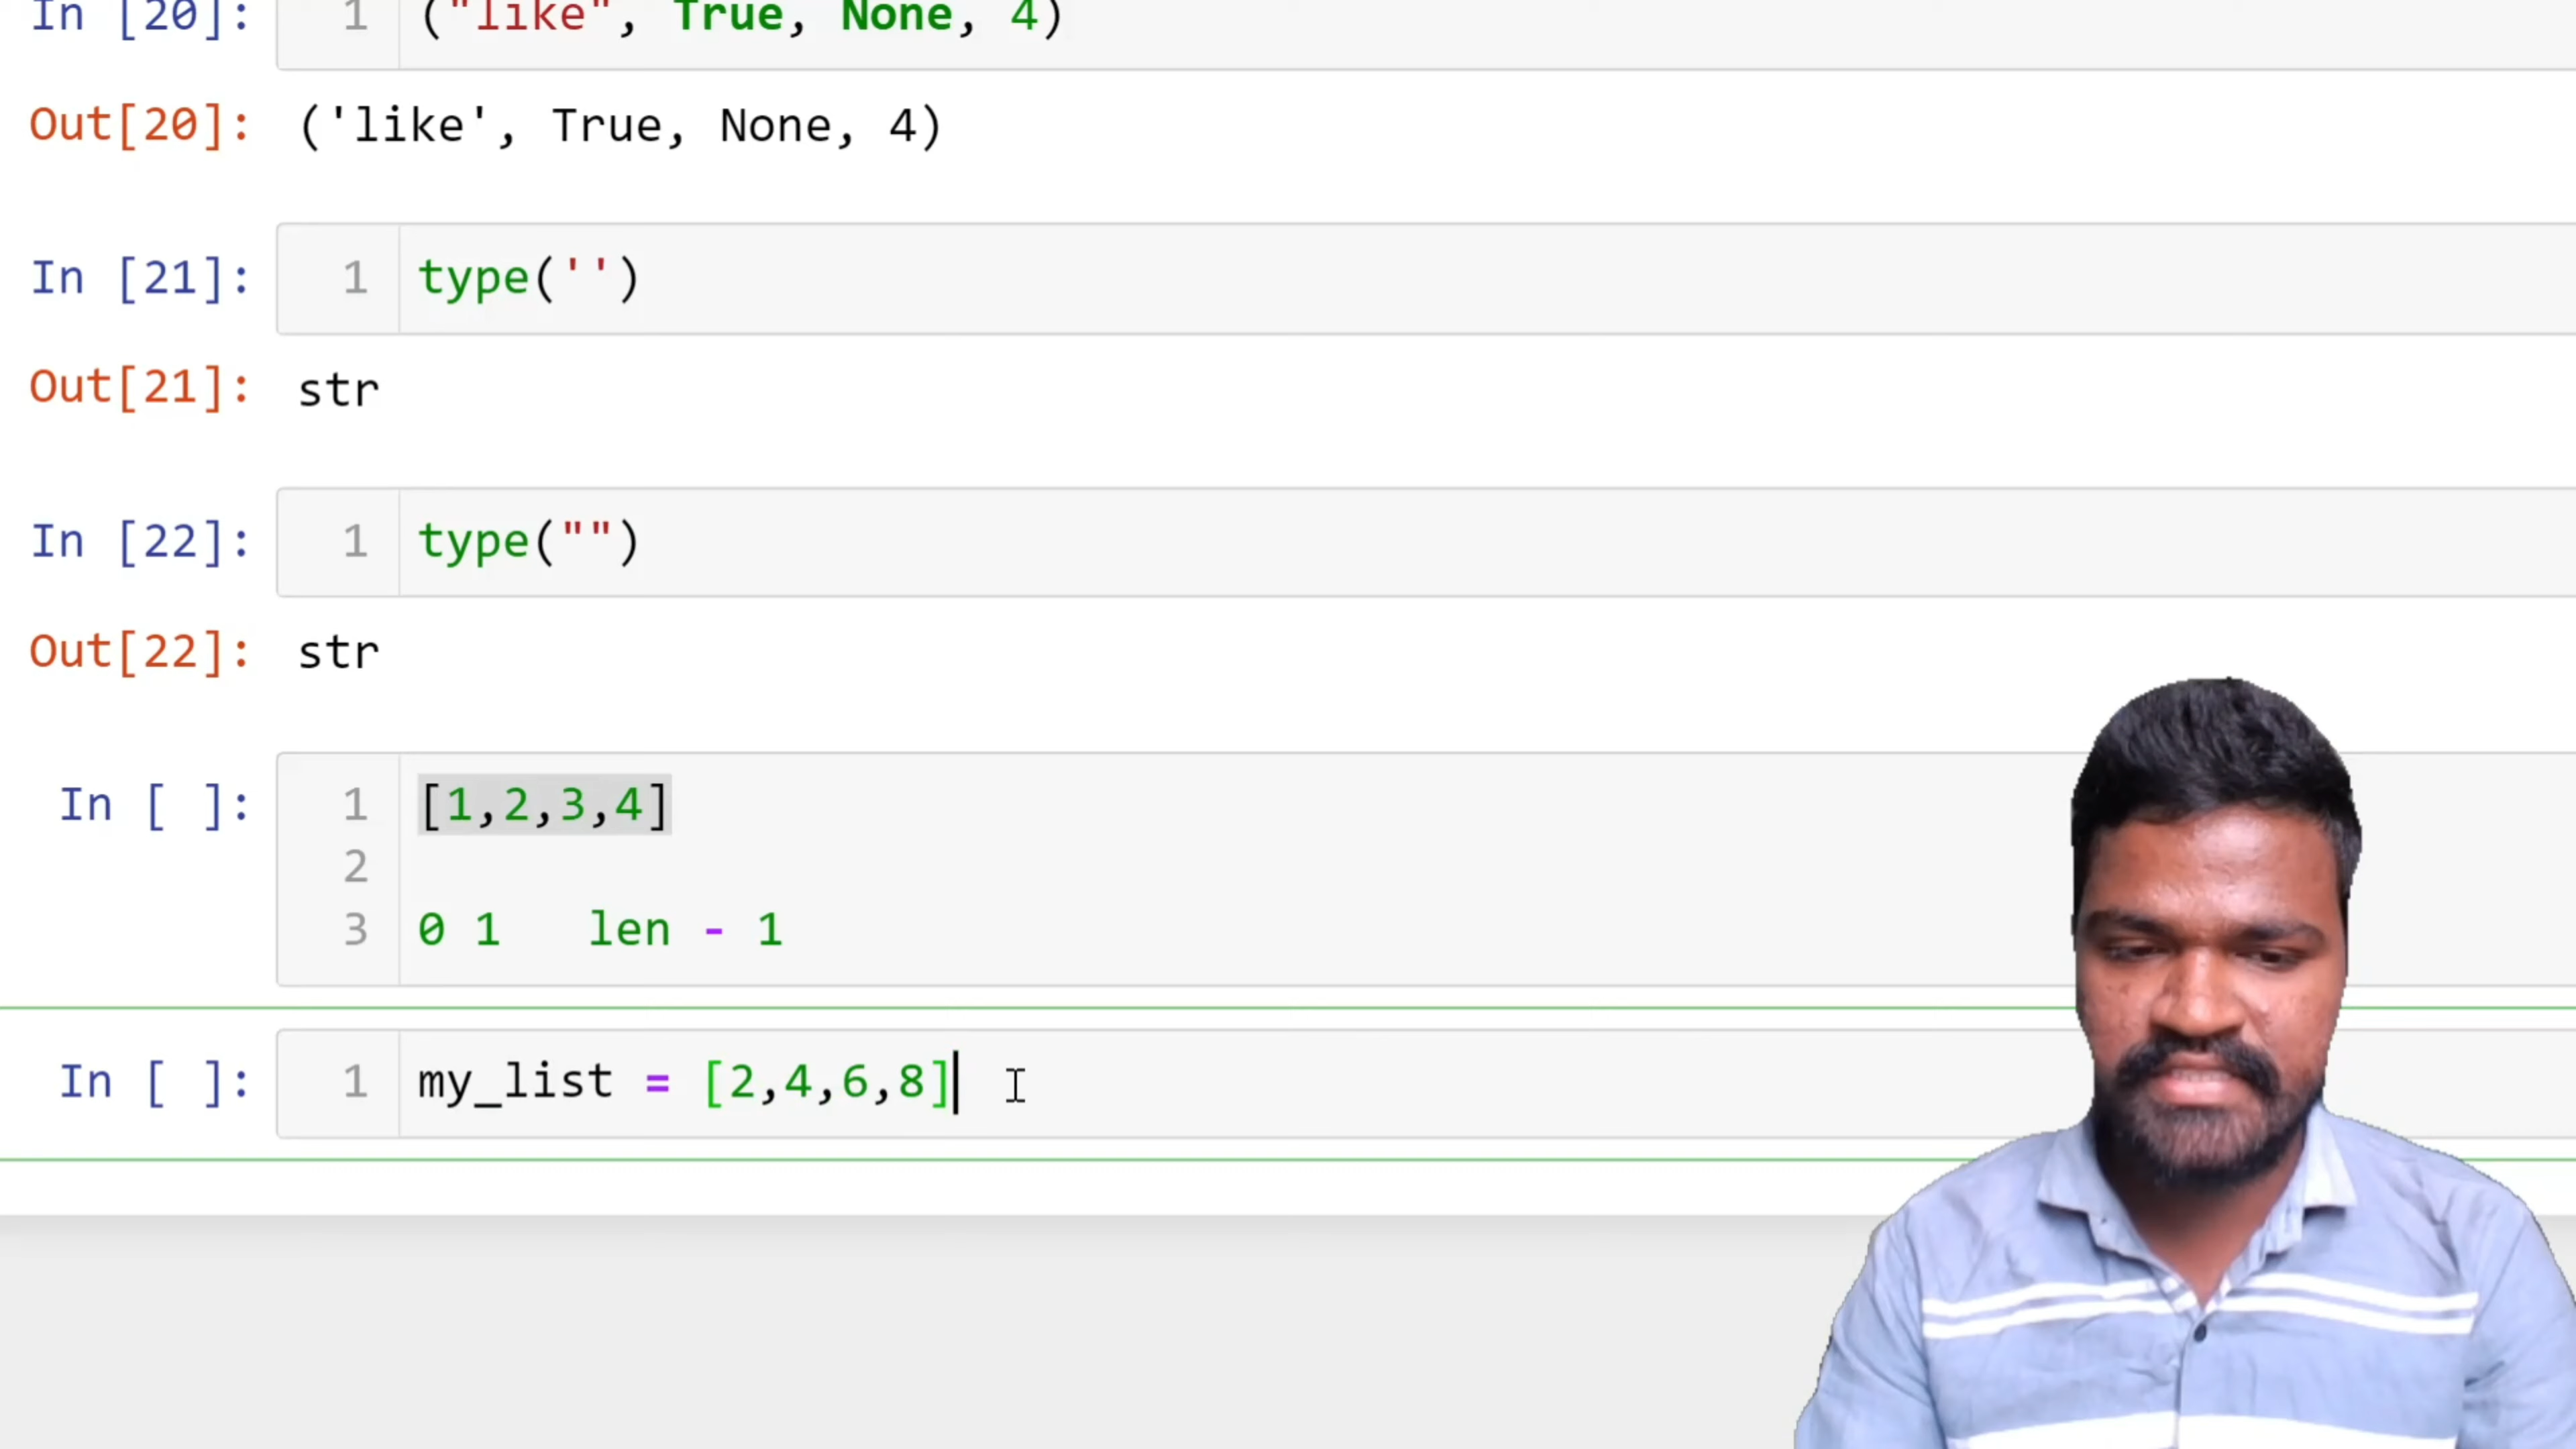 In [20]: 1 ("like", True, None, 4)
Out[20]: ('like', True, None, 4)
In [21]: 1 type('')
Out[21]: str
In [22]: 1 type("")
Out[22]: str
In [ ]: 1 [1,2,3,4]
2
3 0 1 len - 1
In [ ]: 1 my_list = [2,4,6,8]